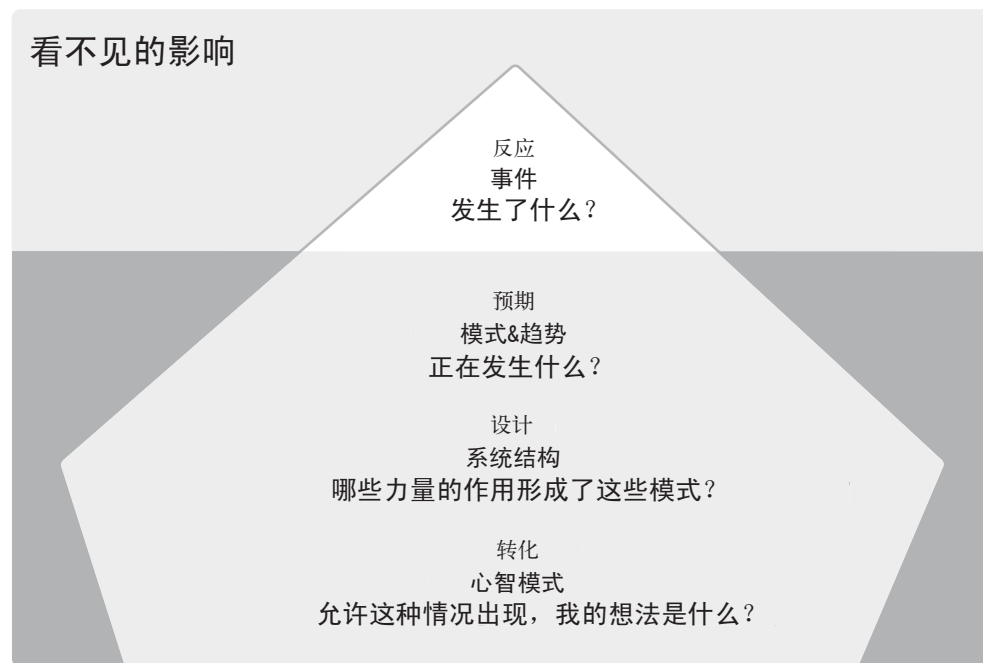 看不见的影响
反应
事件
发生了什么？
预期
模式&趋势
正在发生什么？
设计
系统结构
哪些力量的作用形成了这些模式？
转化
心智模式
允许这种情况出现，我的想法是什么？